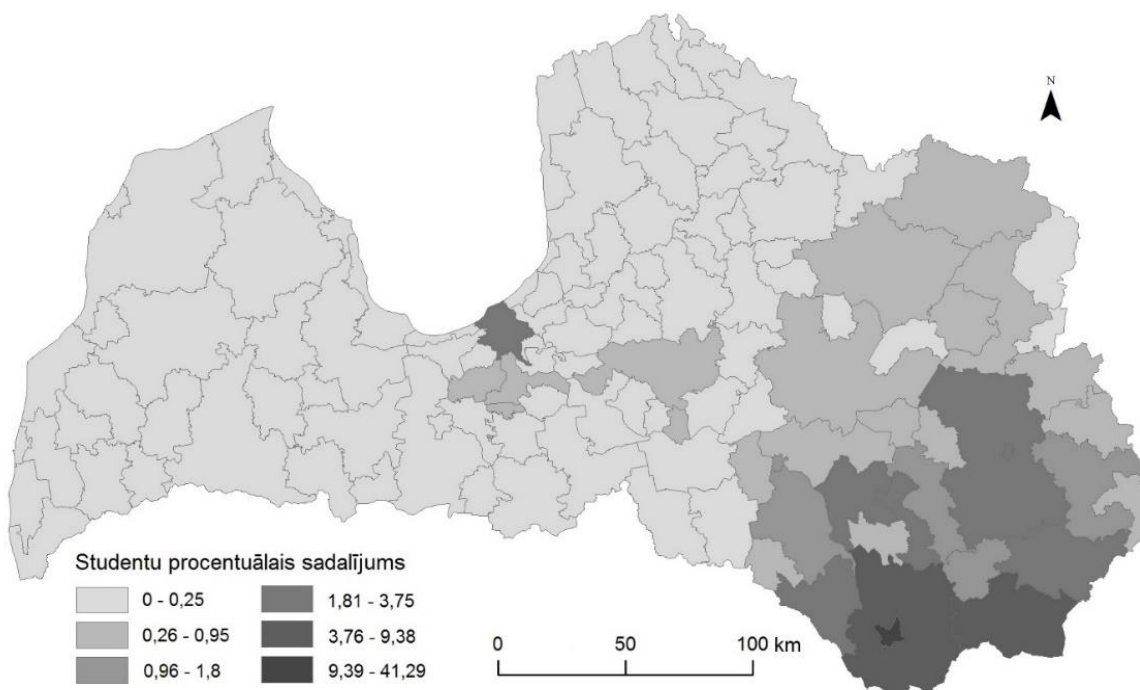 N
Studentu procentuālais sadalījums
0 - 0,25
1,81 - 3,75
0,26 - 0,95
3,76 - 9,38
0,96 - 1,8
9,39 - 41,29
0 50 100 km